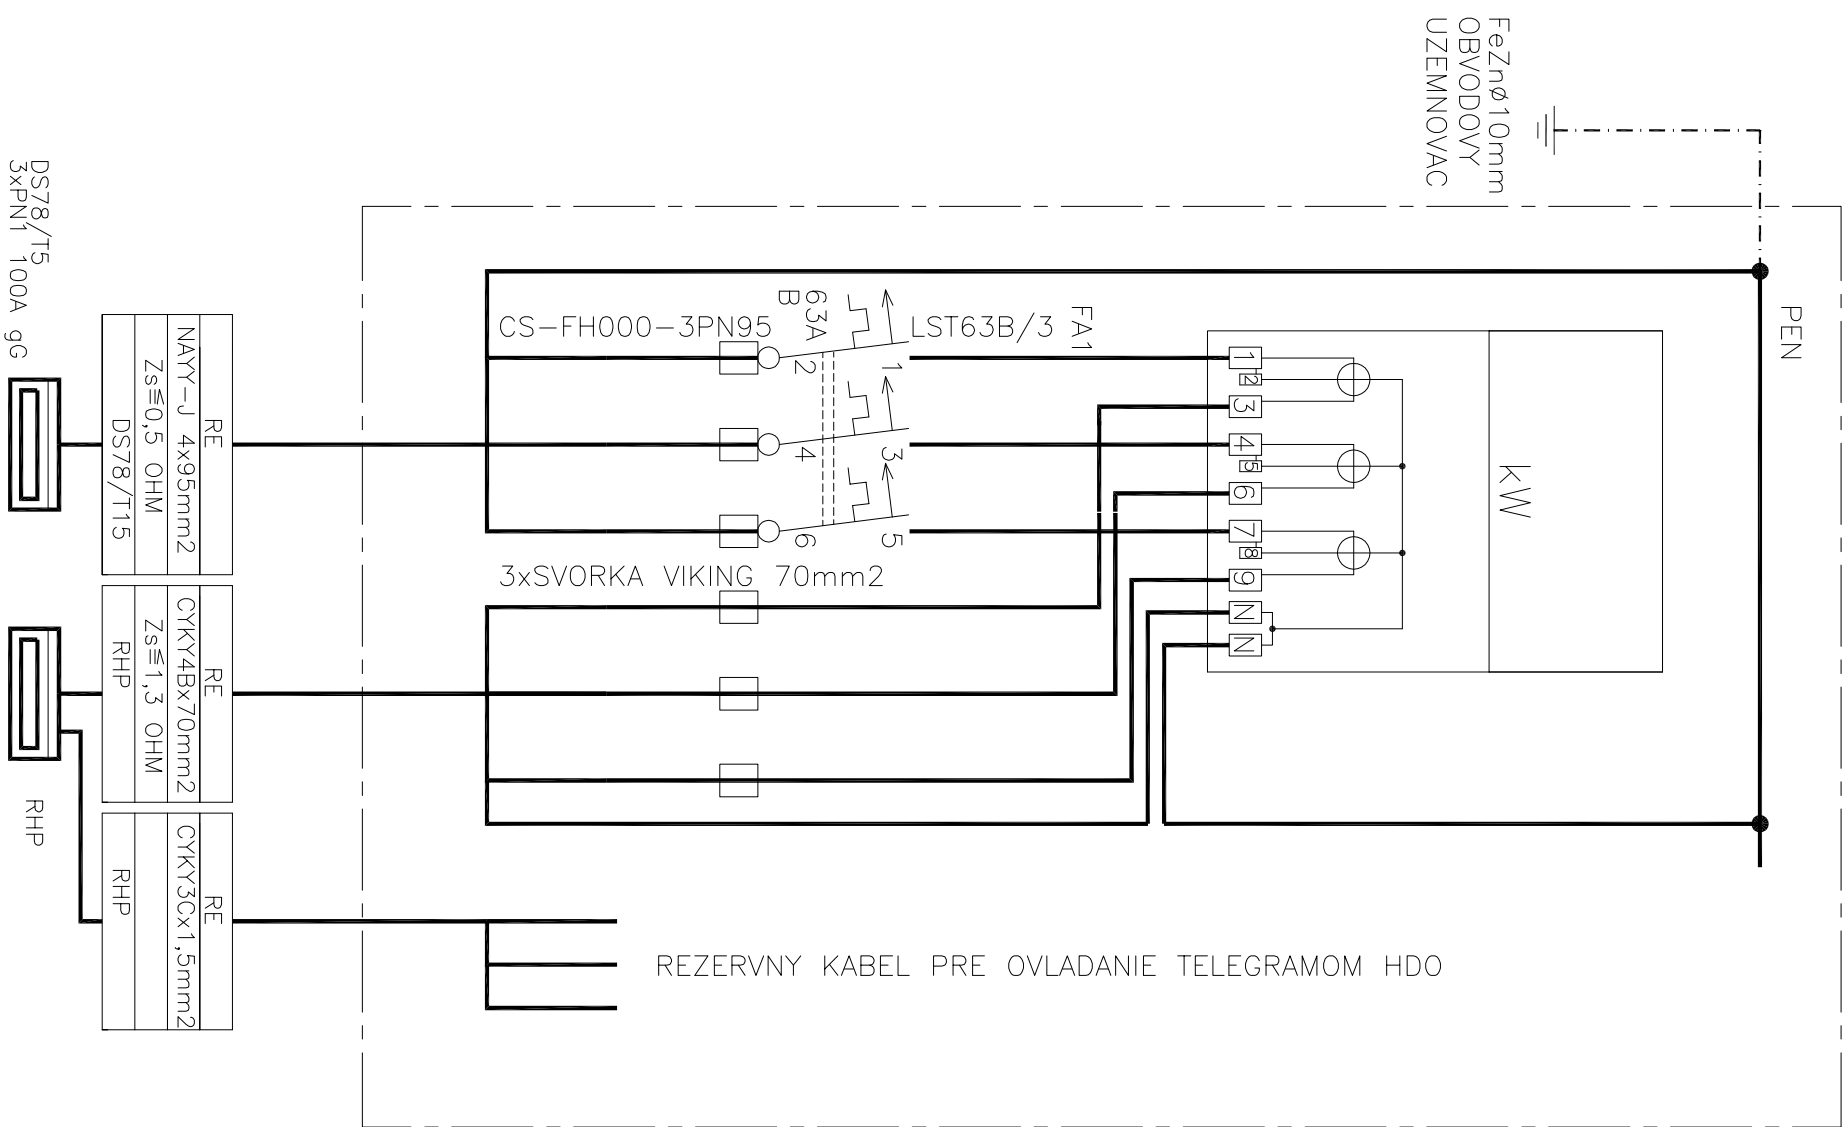 FeZnø10mm
OBVODOVY
UZEMNOVAC
PEN
kW
1
2
3
4
5
6
7
8
9
N
N
FA1
LST63B/3
CS-FH000-3PN95
63A
B
1
2
3
4
5
6
3xSVORKA VIKING 70mm2
REZERVNY KABEL PRE OVLADANIE TELEGRAMOM HDO
RE
NAYY-J 4x95mm2
Zs≦0,5 OHM
DS78/T15
RE
CYKY4Bx70mm2
Zs≦1,3 OHM
RHP
RE
CYKY3Cx1,5mm2
RHP
DS78/T5
3xPN1 100A gG
RHP